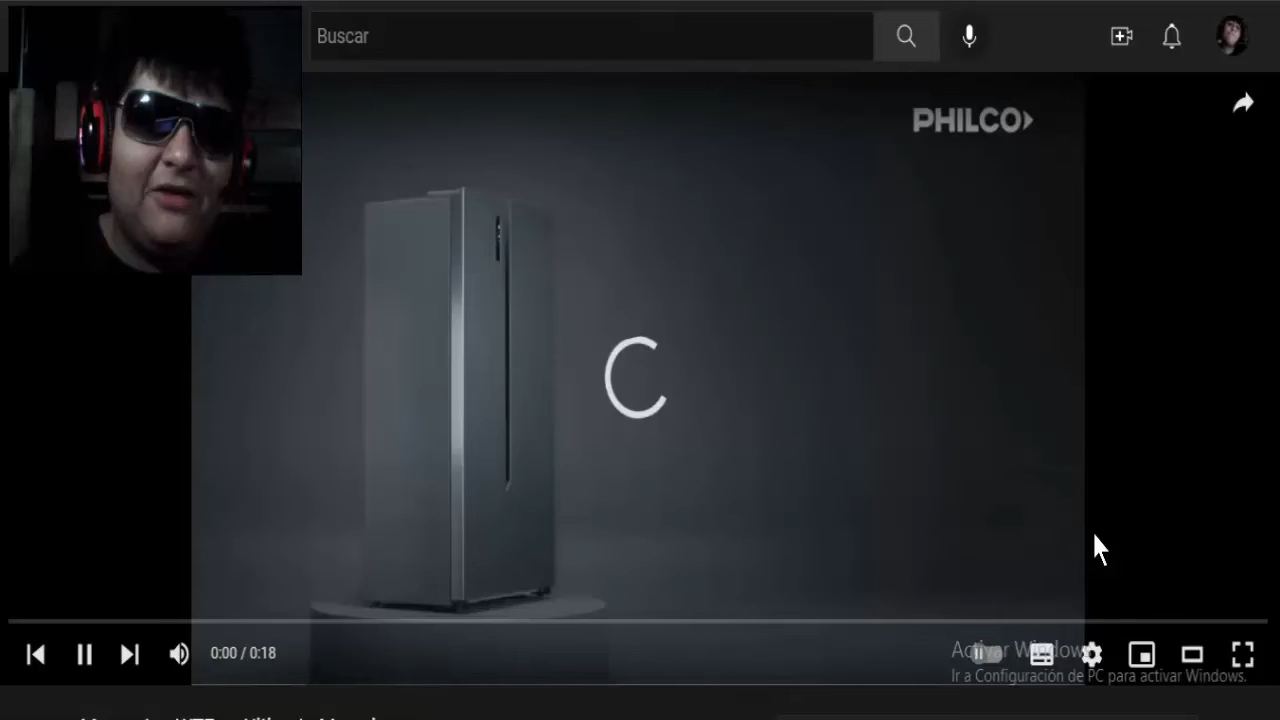 Buscar
PHILCO
0:00 / 0:18
Activar Windows
Ir a Configuración de PC para activar Windows.